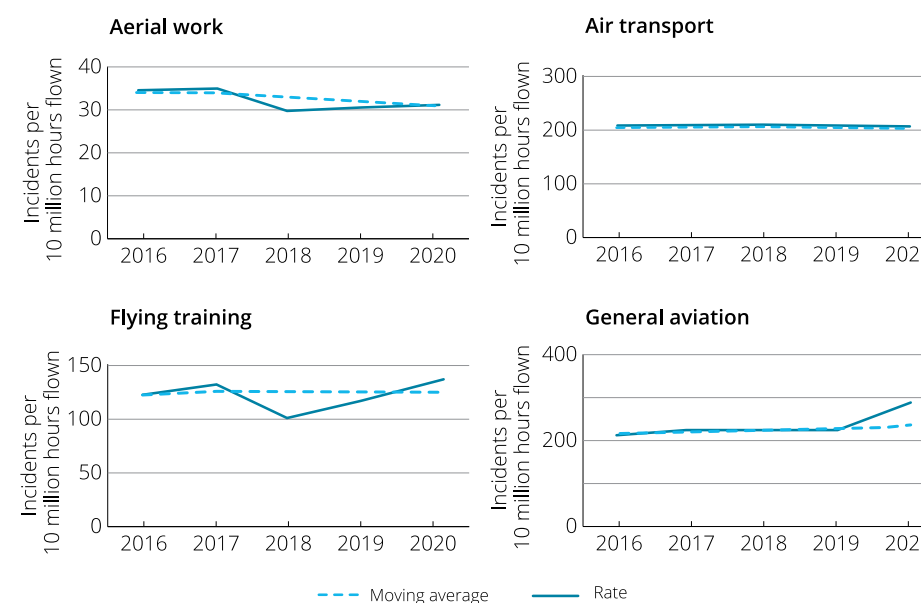 Aerial work
Incidents per
10 million hours flown
40
30
20
10
0
2016 2017 2018 2019 2020
Air transport
Incidents per
10 million hours flown
300
200
100
0
2016 2017 2018 2019 202
Flying training
Incidents per
10 million hours flown
150
100
50
0
2016 2017 2018 2019 2020
General aviation
Incidents per
10 million hours flown
400
200
0
2016 2017 2018 2019 202
Moving average Rate